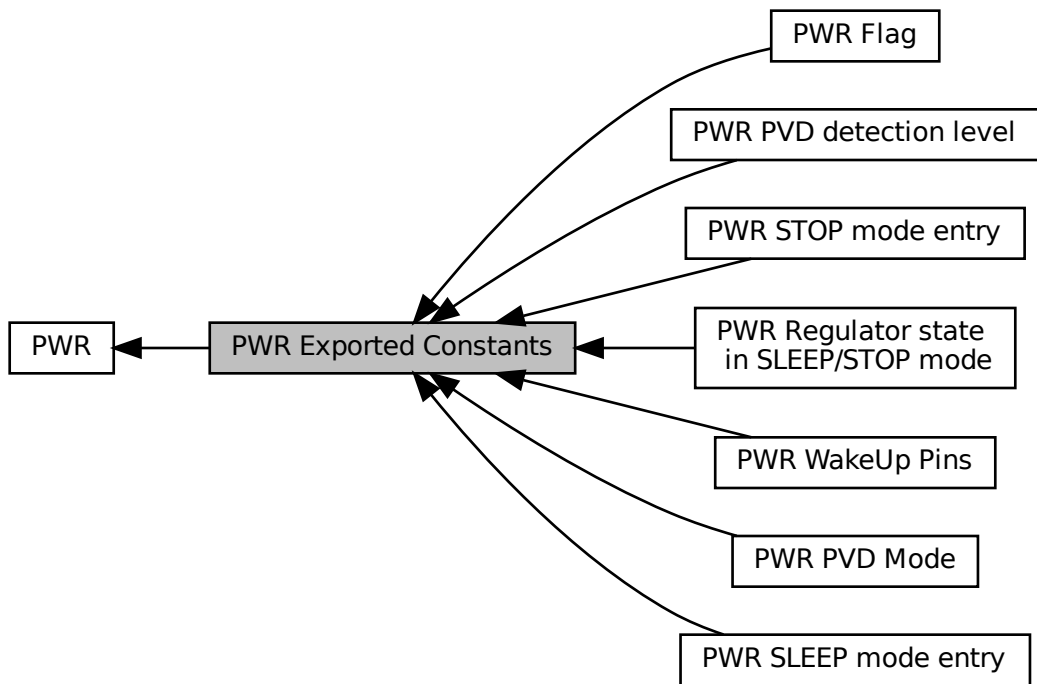 PWR Flag
PWR PVD detection level
PWR STOP mode entry
PWR Regulator state
in SLEEP/STOP mode
PWR
PWR Exported Constants
PWR WakeUp Pins
PWR PVD Mode
PWR SLEEP mode entry